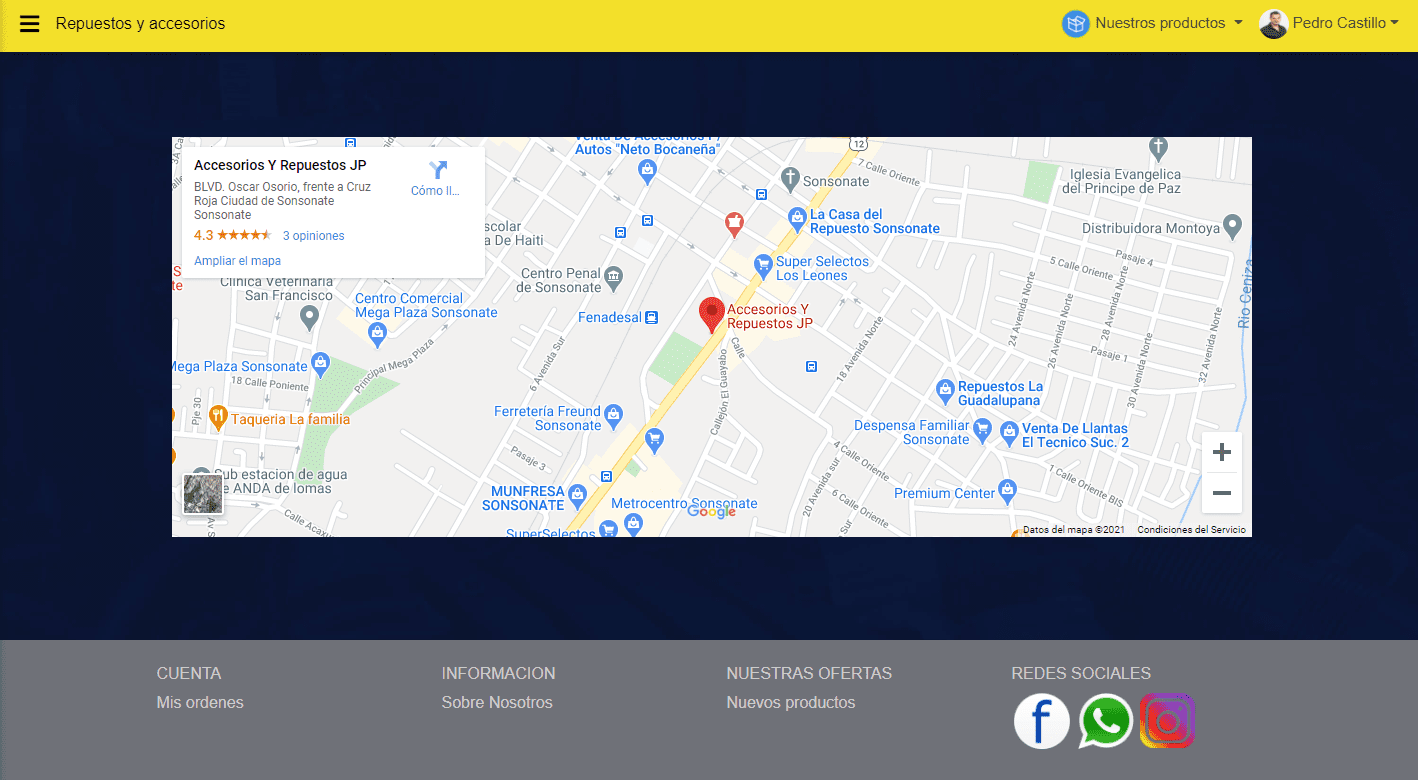 Repuestos y accesorios
Nuestros productos
Pedro Castillo
Accesorios Y Repuestos JP
BLVD. Oscar Osorio, frente a Cruz
Roja Ciudad de Sonsonate
Sonsonate
Cómo ll...
4.3
3 opiniones
Ampliar el mapa
Autos "Neto Bocaneña"
12
7 Calle Oriente
Sonsonate
Iglesia Evangelica
del Principe de Paz
La Casa del
Repuesto Sonsonate
Distribuidora Montoya
scolar
Da De Haiti
Super Selectos
Los Leones
5 Calle Oriente
Pasaje 4
Centro Penal
de Sonsonate
Clínica Veterinaria
San Francisco
Río Ceniza
Centro Comercial
Mega Plaza Sonsonate
Fenadesal
Accesorios Y
Repuestos JP
24 Avenida Norte
26 Avenida Norte
28 Avenida Norte
30 Avenida Norte
32 Avenida Norte
Pasaje 1
18 Avenida Norte
Calle
Callejón El Guayabo
6 Avenida Sur
Principal Mega Plaza
Mega Plaza Sonsonate
18 Calle Poniente
Pje 30
Taqueria La familia
Repuestos La
Guadalupana
Ferretería Freund
Sonsonate
Despensa Familiar
Sonsonate
Venta De Llantas
El Tecnico Suc. 2
Pasaje 3
20 Avenida sur
2 Calle Oriente
4 Calle Oriente
4 Calle Oriente BIS
6 Calle Oriente
Sub estacion de agua
de ANDA de lomas
MUNFRESA
SONSONATE
Metrocentro Sonsonate
Premium Center
Google
SuperSelectos
Datos del mapa ©2021
Condiciones del Servicio
CUENTA
INFORMACION
NUESTRAS OFERTAS
REDES SOCIALES
Mis ordenes
Sobre Nosotros
Nuevos productos